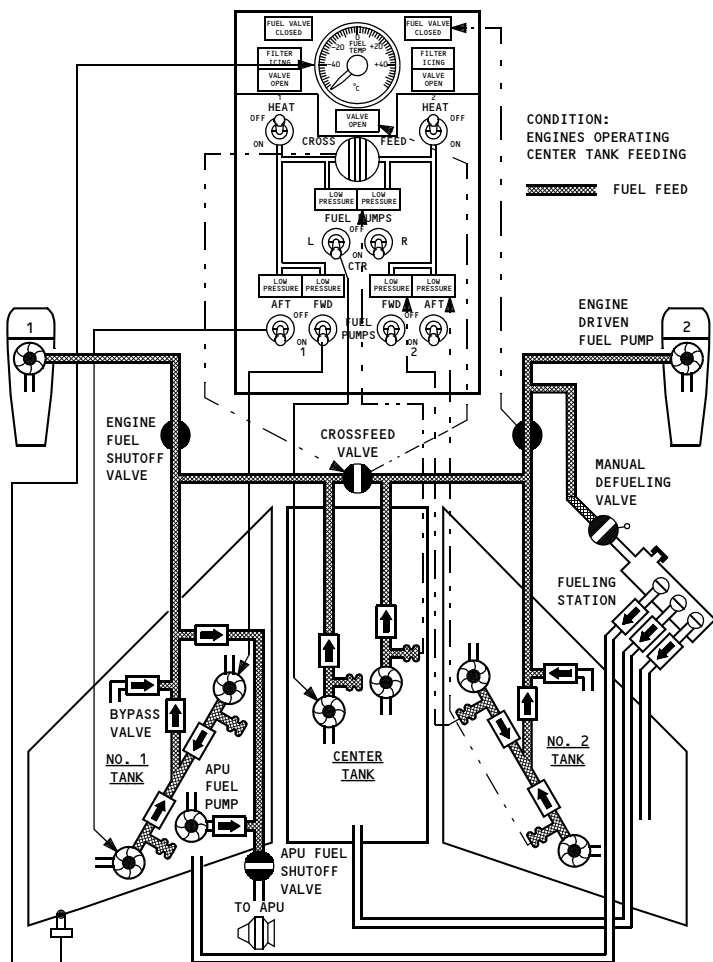 FUEL VALVE
CLOSED
FUEL VALVE
CLOSED
FILTER
ICING
VALVE
OPEN
-40
-20
0
+20
+40
FUEL
TEMP
°C
FILTER
ICING
VALVE
OPEN
1
HEAT
OFF
ON
VALVE
OPEN
2
HEAT
OFF
ON
CROSS
FEED
LOW
PRESSURE
LOW
PRESSURE
FUEL PUMPS
L
OFF
ON
R
CTR
LOW
PRESSURE
LOW
PRESSURE
LOW
PRESSURE
LOW
PRESSURE
AFT
FWD
FWD
AFT
OFF
ON
1
FUEL
PUMPS
OFF
ON
2
CONDITION:
ENGINES OPERATING
CENTER TANK FEEDING
FUEL FEED
1
ENGINE
DRIVEN
FUEL PUMP
2
ENGINE
FUEL
SHUTOFF
VALVE
CROSSFEED
VALVE
MANUAL
DEFUELING
VALVE
FUELING
STATION
BYPASS
VALVE
NO. 1
TANK
APU
FUEL
PUMP
CENTER
TANK
NO. 2
TANK
APU FUEL
SHUTOFF
VALVE
TO APU